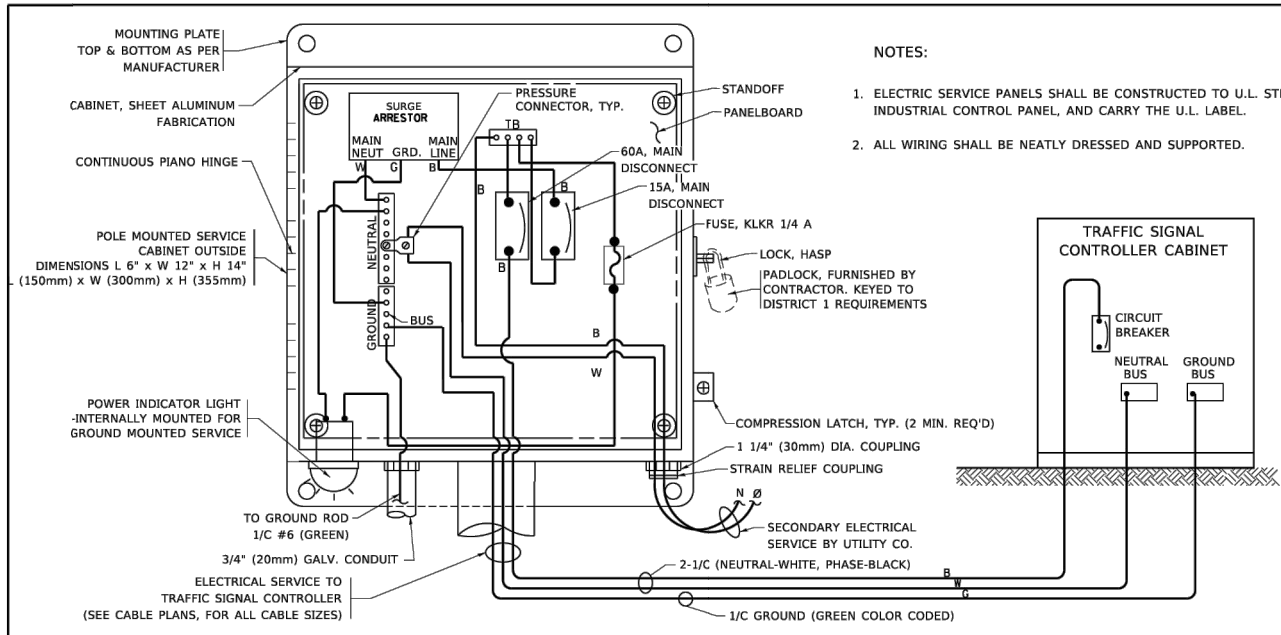 MOUNTING PLATE
TOP & BOTTOM AS PER
MANUFACTURER
CABINET, SHEET ALUMINUM
FABRICATION
CONTINUOUS PIANO HINGE
POLE MOUNTED SERVICE
CABINET OUTSIDE
DIMENSIONS L 6" x W 12" x H 14"
(150mm) x W (300mm) x H (355mm)
POWER INDICATOR LIGHT
-INTERNALLY MOUNTED FOR
GROUND MOUNTED SERVICE
TO GROUND ROD
1/C #6 (GREEN)
3/4" (20mm) GALV. CONDUIT
ELECTRICAL SERVICE TO
TRAFFIC SIGNAL CONTROLLER
(SEE CABLE PLANS, FOR ALL CABLE SIZES)
SURGE
ARRESTOR
MAIN
NEUT
GRD.
MAIN
LINE
W
G
B
NEUTRAL
GROUND
BUS
PRESSURE
CONNECTOR, TYP.
TB
B
B
B
60A, MAIN
DISCONNECT
15A, MAIN
DISCONNECT
FUSE, KLKR 1/4 A
B
W
STANDOFF
PANELBOARD
LOCK, HASP
PADLOCK, FURNISHED BY
CONTRACTOR. KEYED TO
DISTRICT 1 REQUIREMENTS
COMPRESSION LATCH, TYP. (2 MIN. REQ'D)
1 1/4" (30mm) DIA. COUPLING
STRAIN RELIEF COUPLING
N Ø
SECONDARY ELECTRICAL
SERVICE BY UTILITY CO.
2-1/C (NEUTRAL-WHITE, PHASE-BLACK)
B
W
G
1/C GROUND (GREEN COLOR CODED)
NOTES:
1. ELECTRIC SERVICE PANELS SHALL BE CONSTRUCTED TO U.L.
INDUSTRIAL CONTROL PANEL, AND CARRY THE U.L. LABEL.
2. ALL WIRING SHALL BE NEATLY DRESSED AND SUPPORTED.
TRAFFIC SIGNAL
CONTROLLER CABINET
CIRCUIT
BREAKER
NEUTRAL
BUS
GROUND
BUS